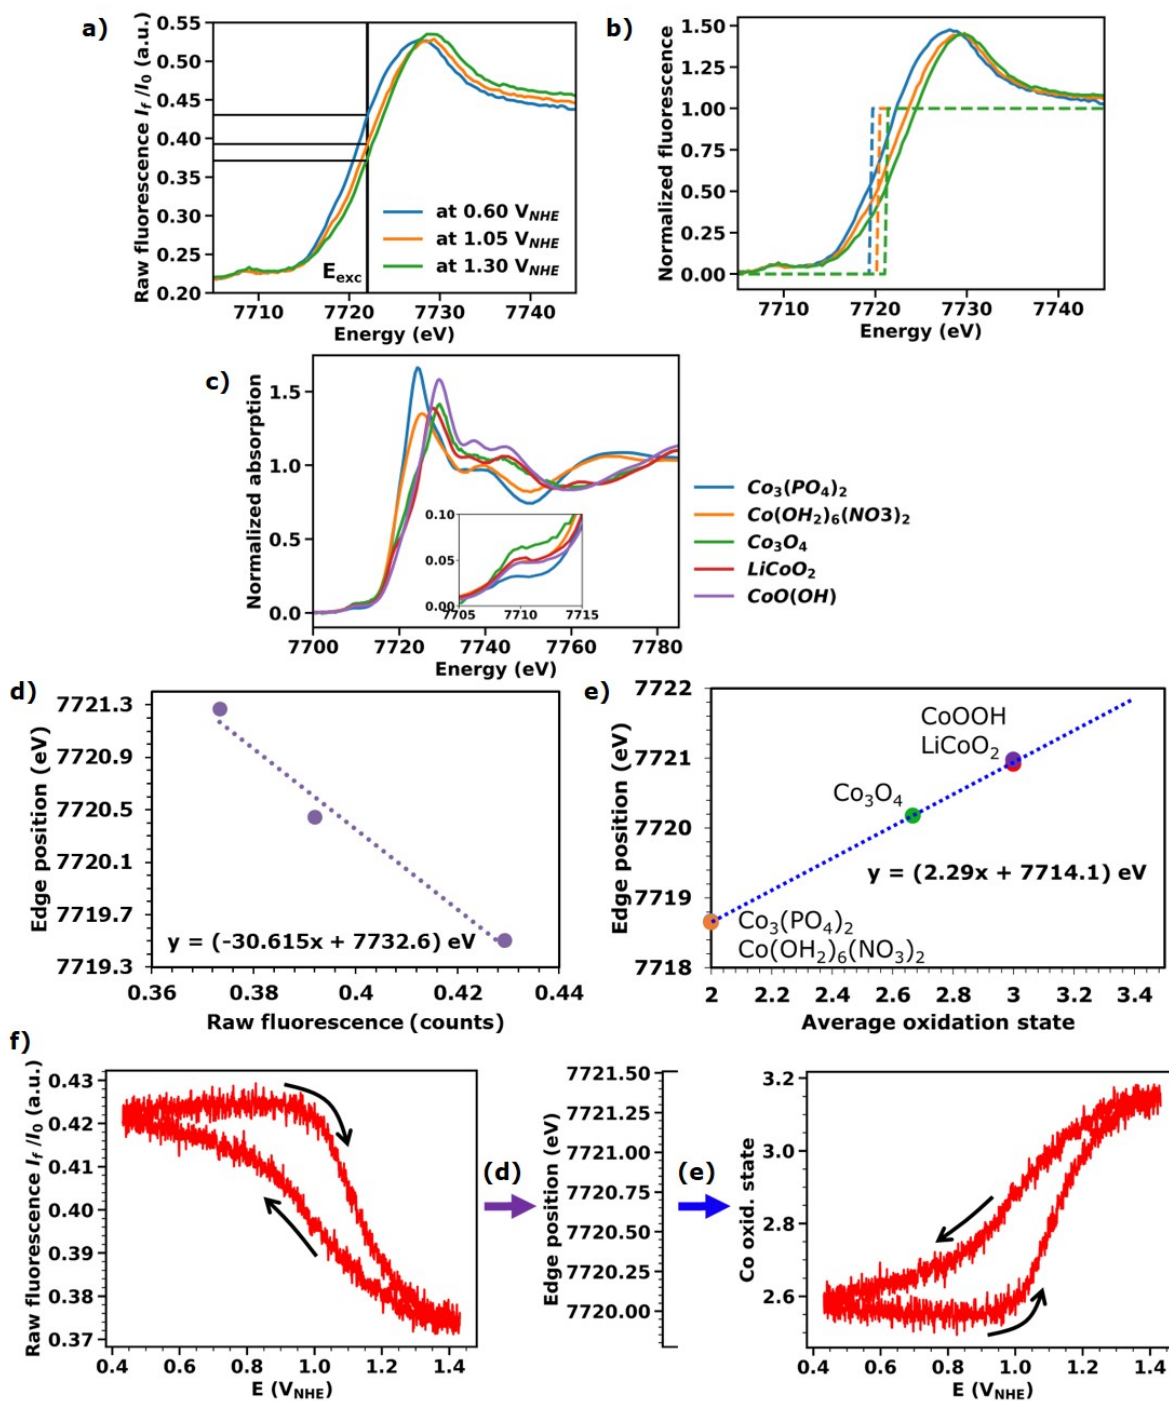 a)
Raw fluorescence If /I0 (a.u.)
0.55
0.50
0.45
0.40
0.35
0.30
0.25
0.20
at 0.60 VNHE
at 1.05 VNHE
at 1.30 VNHE
Eexc
7710 7720 7730 7740
Energy (eV)
b)
Normalized fluorescence
1.50
1.25
1.00
0.75
0.50
0.25
0.00
7710 7720 7730 7740
Energy (eV)
c)
Normalized absorption
1.5
1.0
0.5
0.0
0.10
0.05
0.00
7705 7710 7715
7700 7720 7740 7760 7780
Energy (eV)
Co3(PO4)2
Co(OH2)6(NO3)2
Co3O4
LiCoO2
CoO(OH)
d)
Edge position (eV)
7721.3
7720.9
7720.5
7720.1
7719.7
7719.3
y = (-30.615x + 7732.6) eV
0.36 0.4 0.42 0.44
Raw fluorescence (counts)
e)
Edge position (eV)
7722
7721
7720
7719
7718
CoOOH
LiCoO2
Co3O4
y = (2.29x + 7714.1) eV
Co3(PO4)2
Co(OH2)6(NO3)2
2 2.2 2.4 2.6 2.8 3 3.2 3.4
Average oxidation state
f)
Raw fluorescence If /I0 (a.u.)
0.43
0.42
0.41
0.40
0.39
0.38
0.37
0.4 0.6 0.8 1.0 1.2 1.4
E (VNHE)
(d)
Edge position (eV)
7721.50
7721.25
7721.00
7720.75
7720.50
7720.25
7720.00
(e)
Co oxid. state
3.2
3.0
2.8
2.6
0.4 0.6 0.8 1.0 1.2 1.4
E (VNHE)